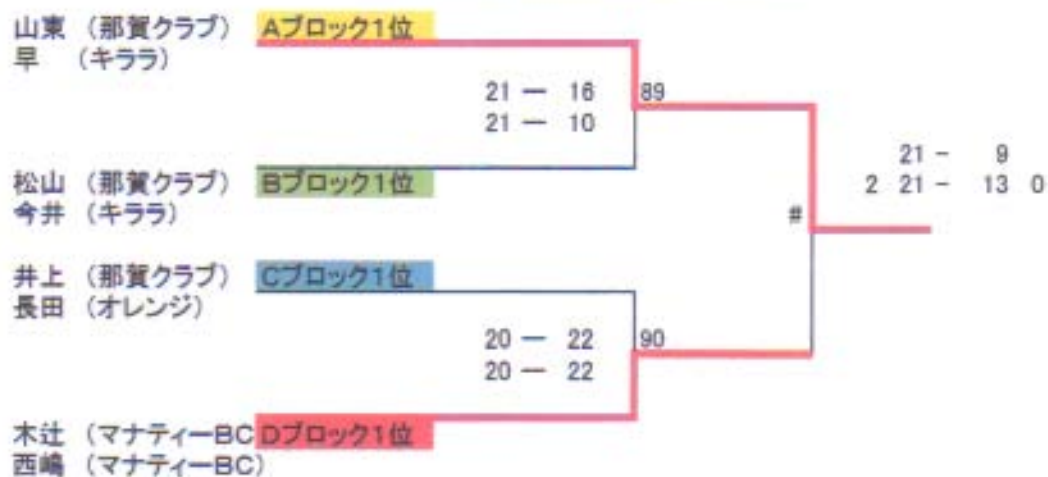 山東 （那賀クラブ） Aブロック1位
早 （キララ）
21 ー 16 89
21 ー 10
21 - 9
松山 （那賀クラブ） Bブロック1位
2 21 - 13 0
今井 （キララ）
#
井上 （那賀クラブ） Cブロック1位
長田 （オレンジ）
20 ー 22 90
20 ー 22
木辻 （マナティーBC Dブロック1位
西嶋 （マナティーBC）